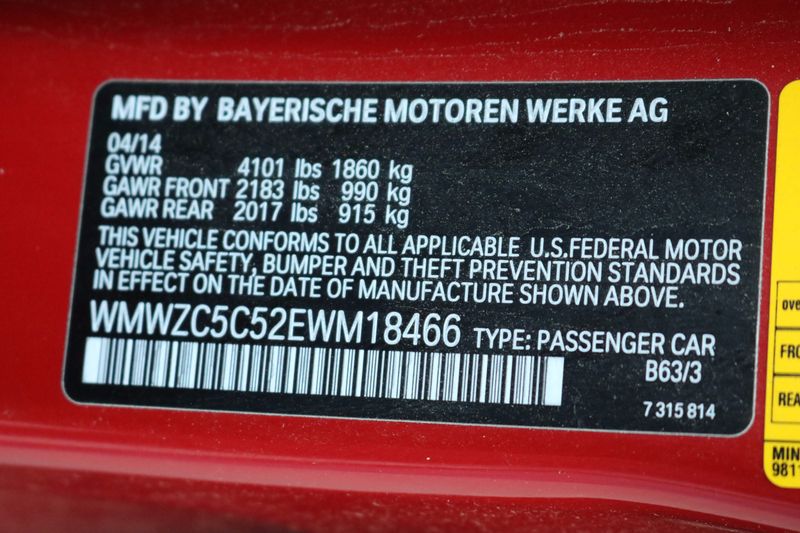 MFD BY BAYERISCHE MOTOREN WERKE AG
04/14
GVWR 4101 lbs 1860 kg
GAWR FRONT 2183 lbs 990 kg
GAWR REAR 2017 lbs 915 kg
THIS VEHICLE CONFORMS TO ALL APPLICABLE U.S.FEDERAL MOTOR
VEHICLE SAFETY, BUMPER AND THEFT PREVENTION STANDARDS
IN EFFECT ON THE DATE OF MANUFACTURE SHOWN ABOVE.
WMWZC5C52EWM18466 TYPE: PASSENGER CAR
B63/3
7 315 814
REA
MIN